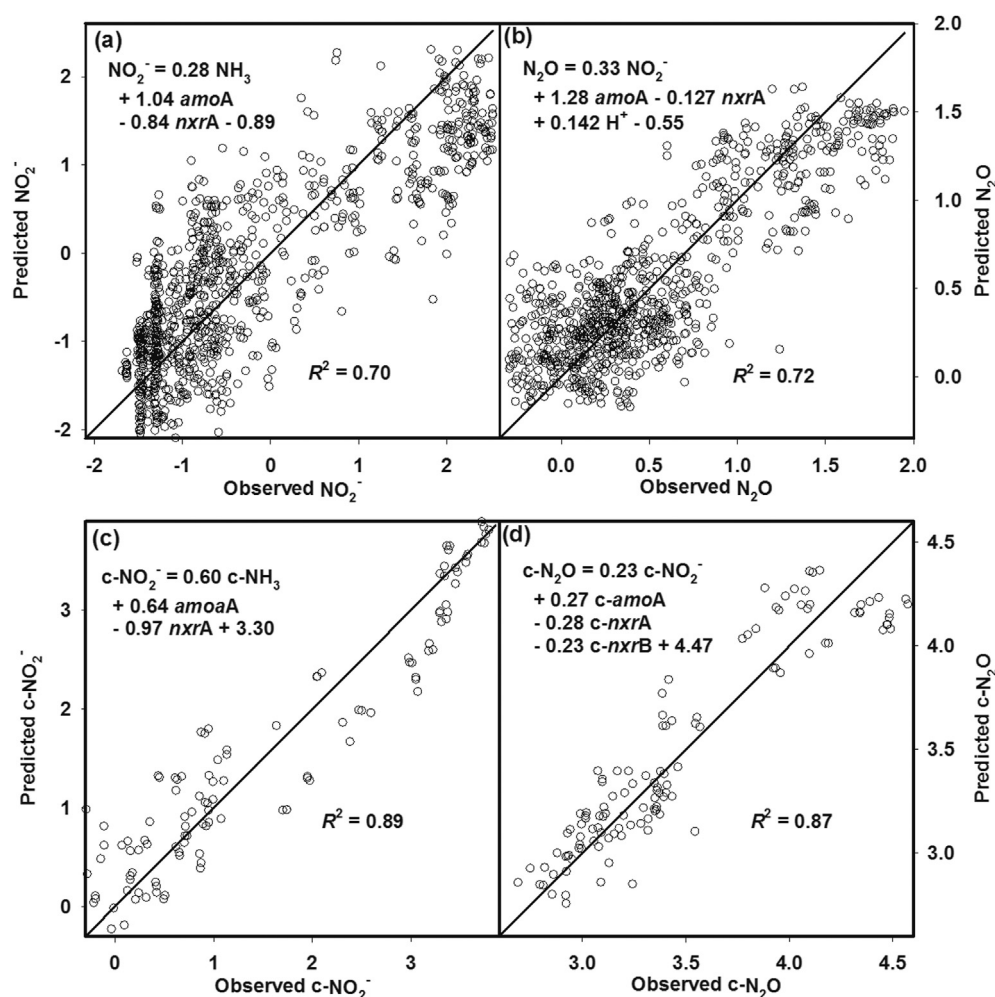 (a)
NO₂⁻ = 0.28 NH₃
+ 1.04 amoA
- 0.84 nxrA - 0.89
R² = 0.70
Predicted NO₂⁻
2
1
0
-1
-2
-2 -1 0 1 2
Observed NO₂⁻
(b)
N₂O = 0.33 NO₂⁻
+ 1.28 amoA - 0.127 nxrA
+ 0.142 H⁺ - 0.55
R² = 0.72
2.0
1.5
1.0
0.5
0.0
Predicted N₂O
0.0 0.5 1.0 1.5 2.0
Observed N₂O
(c)
c-NO₂⁻ = 0.60 c-NH₃
+ 0.64 amoaA
- 0.97 nxrA + 3.30
R² = 0.89
Predicted c-NO₂⁻
3
2
1
0
0 1 2 3
Observed c-NO₂⁻
(d)
c-N₂O = 0.23 c-NO₂⁻
+ 0.27 c-amoA
- 0.28 c-nxrA
- 0.23 c-nxrB + 4.47
R² = 0.87
4.5
4.0
3.5
3.0
Predicted c-N₂O
3.0 3.5 4.0 4.5
Observed c-N₂O